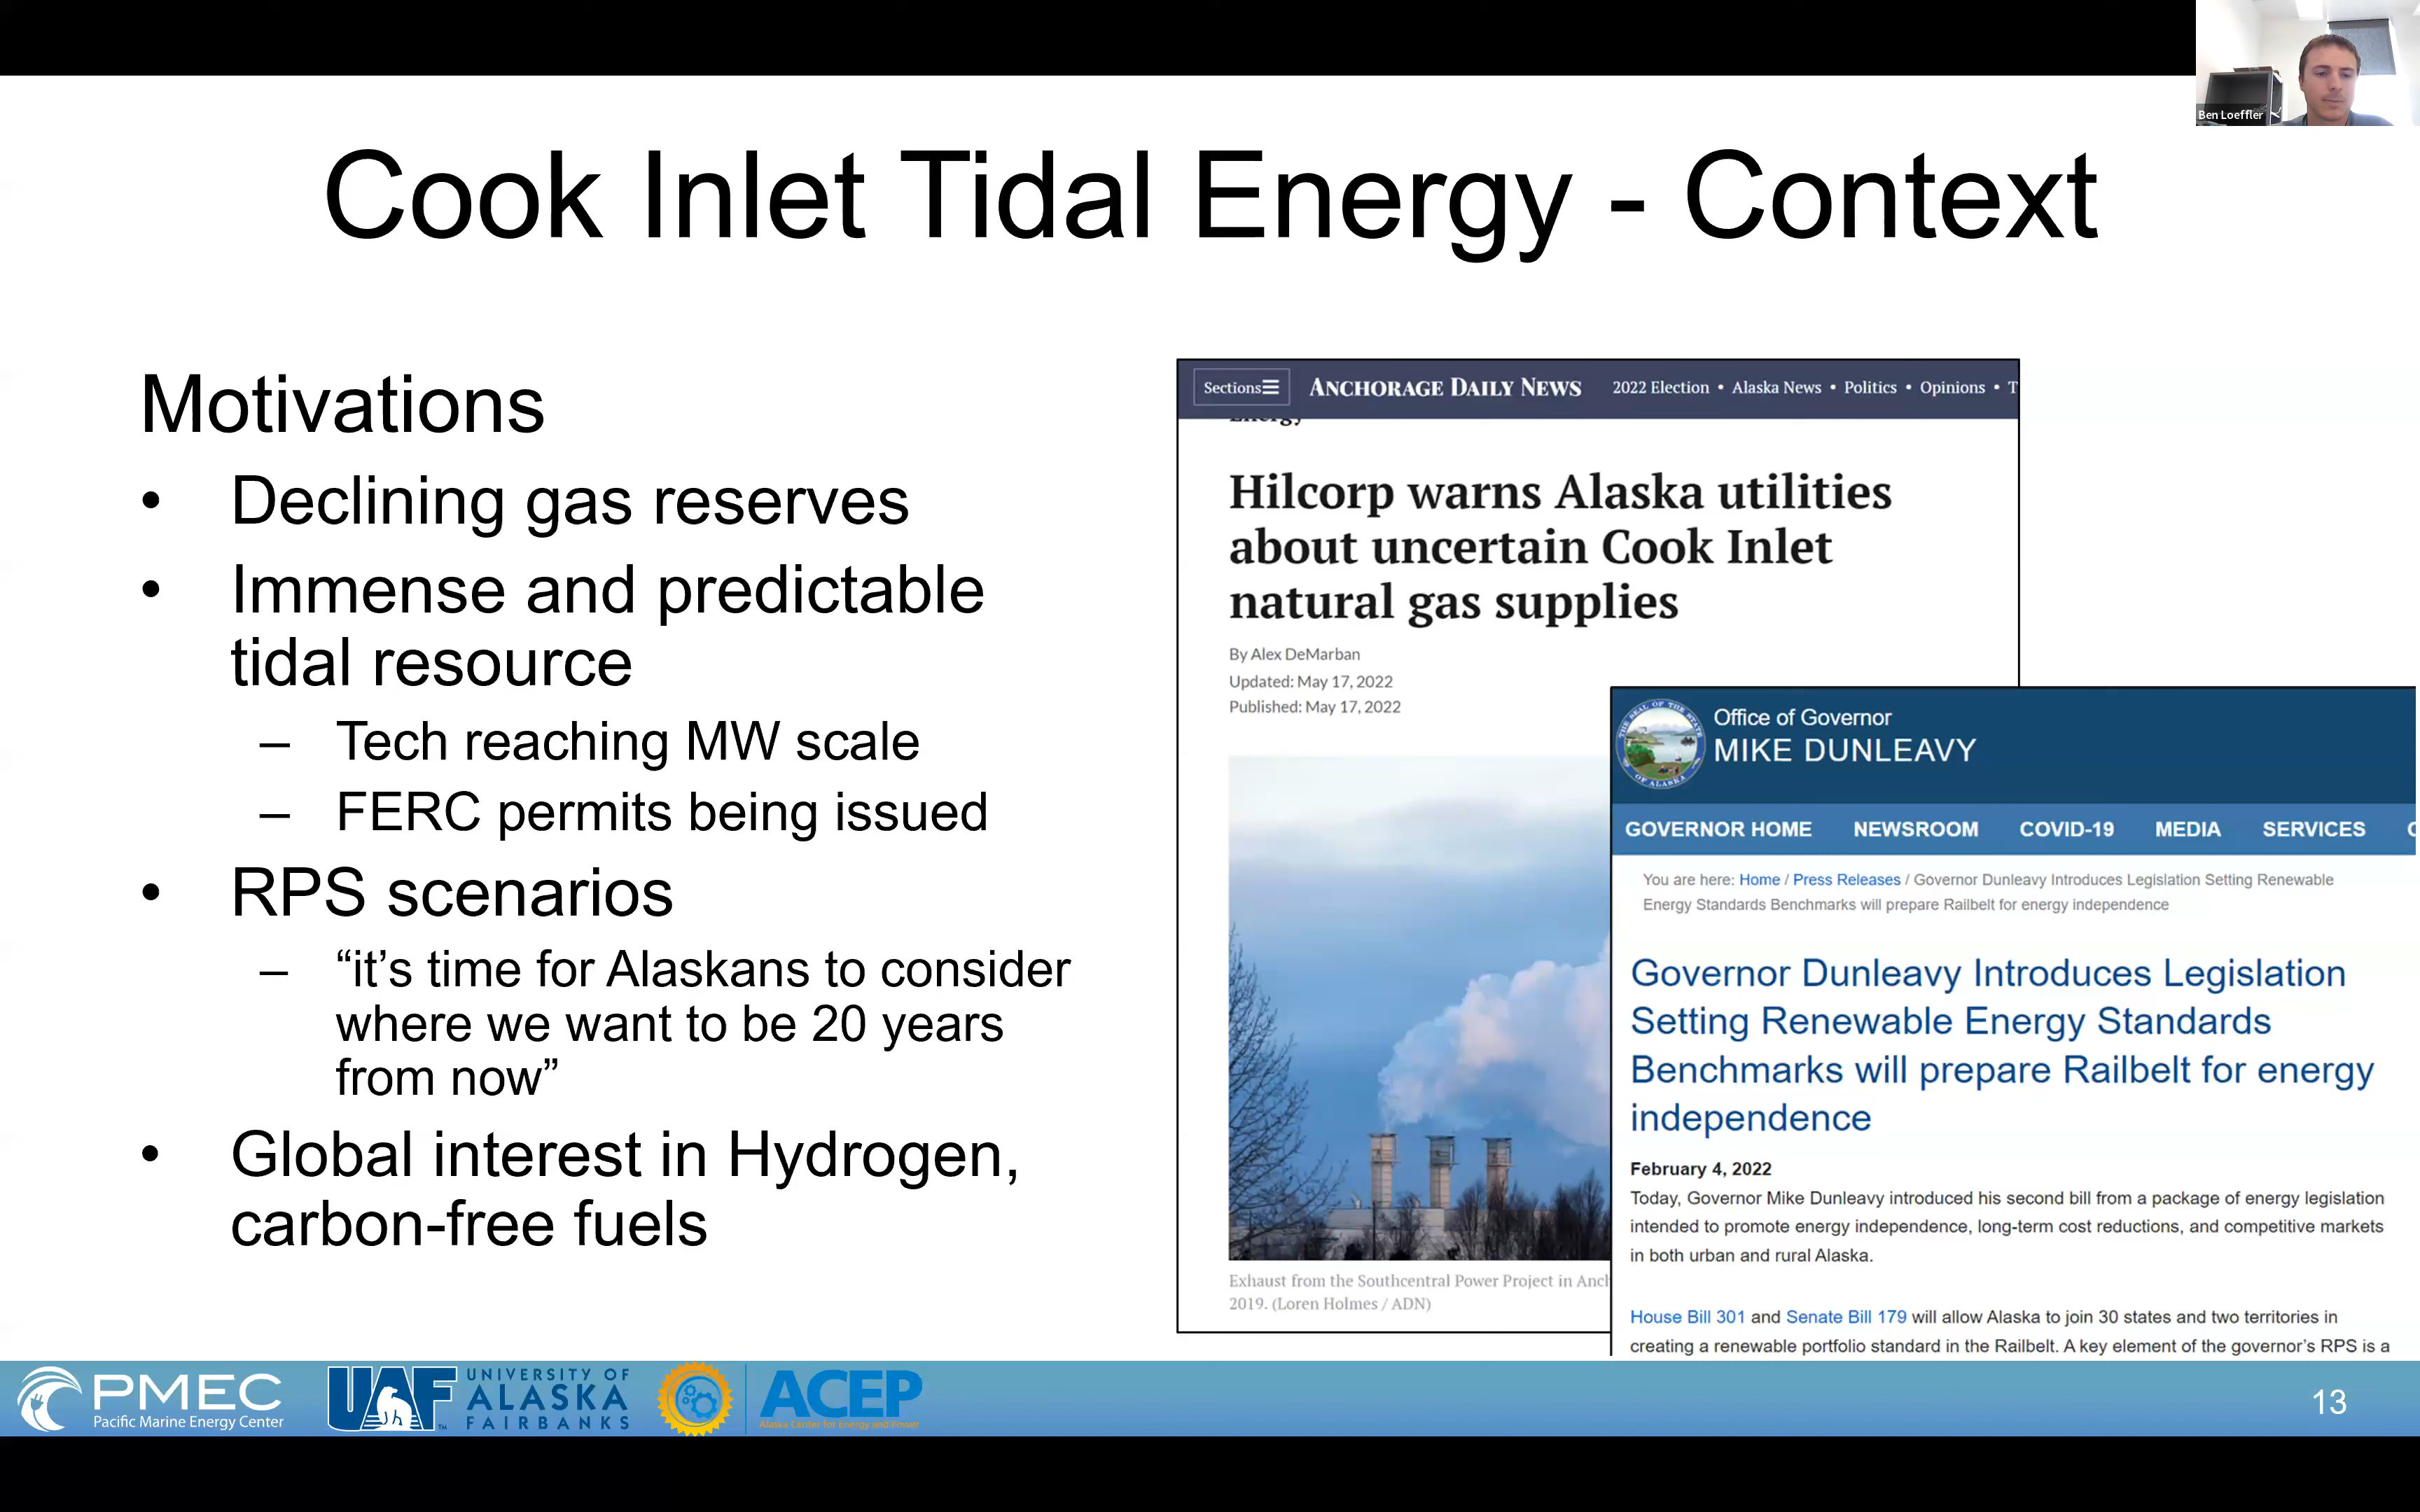 Ben Loeffler
Cook Inlet Tidal Energy - Context
Motivations
• Declining gas reserves
• Immense and predictable
tidal resource
– Tech reaching MW scale
– FERC permits being issued
• RPS scenarios
– “it’s time for Alaskans to consider
where we want to be 20 years
from now”
• Global interest in Hydrogen,
carbon-free fuels
Sections ANCHORAGE DAILY NEWS 2022 Election • Alaska News • Politics • Opinions • T
Energy
Hilcorp warns Alaska utilities
about uncertain Cook Inlet
natural gas supplies
By Alex DeMarban
Updated: May 17, 2022
Published: May 17, 2022
Exhaust from the Southcentral Power Project in Anch
2019. (Loren Holmes / ADN)
THE SEAL OF THE STATE OF ALASKA
Office of Governor
MIKE DUNLEAVY
GOVERNOR HOME NEWSROOM COVID-19 MEDIA SERVICES
You are here: Home / Press Releases / Governor Dunleavy Introduces Legislation Setting Renewable
Energy Standards Benchmarks will prepare Railbelt for energy independence
Governor Dunleavy Introduces Legislation
Setting Renewable Energy Standards
Benchmarks will prepare Railbelt for energy
independence
February 4, 2022
Today, Governor Mike Dunleavy introduced his second bill from a package of energy legislation
intended to promote energy independence, long-term cost reductions, and competitive markets
in both urban and rural Alaska.
House Bill 301 and Senate Bill 179 will allow Alaska to join 30 states and two territories in
creating a renewable portfolio standard in the Railbelt. A key element of the governor’s RPS is a
PMEC
Pacific Marine Energy Center
UAF
UNIVERSITY OF
ALASKA
FAIRBANKS
ACEP
Alaska Center for Energy and Power
13